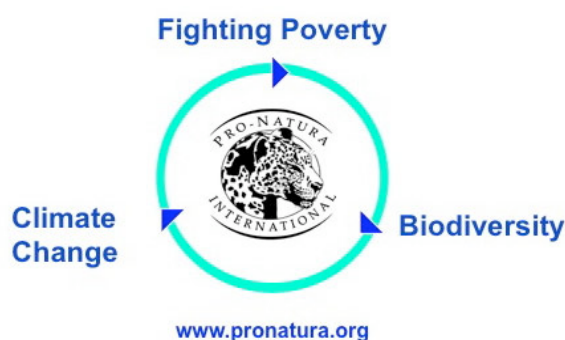 Fighting Poverty
PRO-NATURA
INTERNATIONAL
Climate
Change
Biodiversity
www.pronatura.org